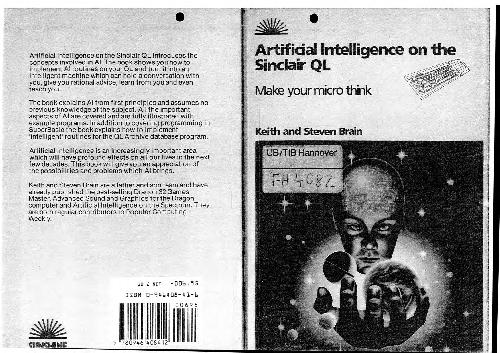 Artificial Intelligence on the Sinclair QL introduces the
concepts involved in AI. The book shows you how to
implement AI routines on your QL and turn it into an
intelligent machine which can hold a conversation with
you, give you rational advice, learn from you and even
teach you.
The book explains AI from first principles and assumes no
previous knowledge of the subject. All the important
aspects of AI are covered and are fully illustrated with
example programs. In addition to covering programming in
SuperBasic the book explains how to implement
'intelligent' routines for the QL Archive database program.
Artificial Intelligence is an increasingly important area
which will have profound effects on all our lives in the next
few decades. This book will give you an appreciation of
the possibilities and problems which AI brings.
Keith and Steven Brain are a father and son team and have
already published the best-selling Dragon 32 Games
Master, Advanced Sound and Graphics for the Dragon
computer and Artificial Intelligence on the Spectrum. They
are both regular contributors to Popular Computing
Weekly.
ISBN 0-946408-41-6
00695
9 780946 408412
SUNSHINE
Artificial Intelligence on the
Sinclair QL
Make your micro think
Keith and Steven Brain
UB/TIB Hannover
FH 4082